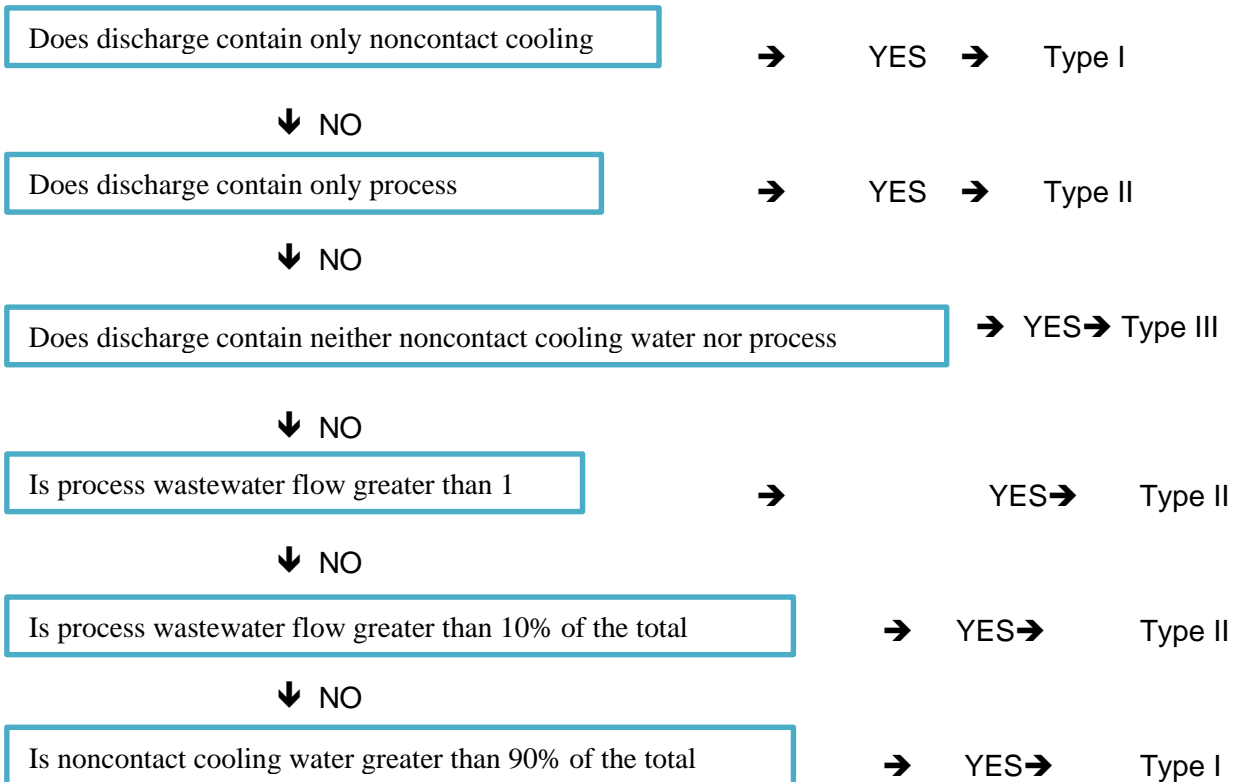 Does discharge contain only noncontact cooling ➔ YES ➔ Type I
🡻 NO
Does discharge contain only process ➔ YES ➔ Type II
🡻 NO
Does discharge contain neither noncontact cooling water nor process ➔ YES➔ Type III
🡻 NO
Is process wastewater flow greater than 1 ➔ YES➔ Type II
🡻 NO
Is process wastewater flow greater than 10% of the total ➔ YES➔ Type II
🡻 NO
Is noncontact cooling water greater than 90% of the total ➔ YES➔ Type I